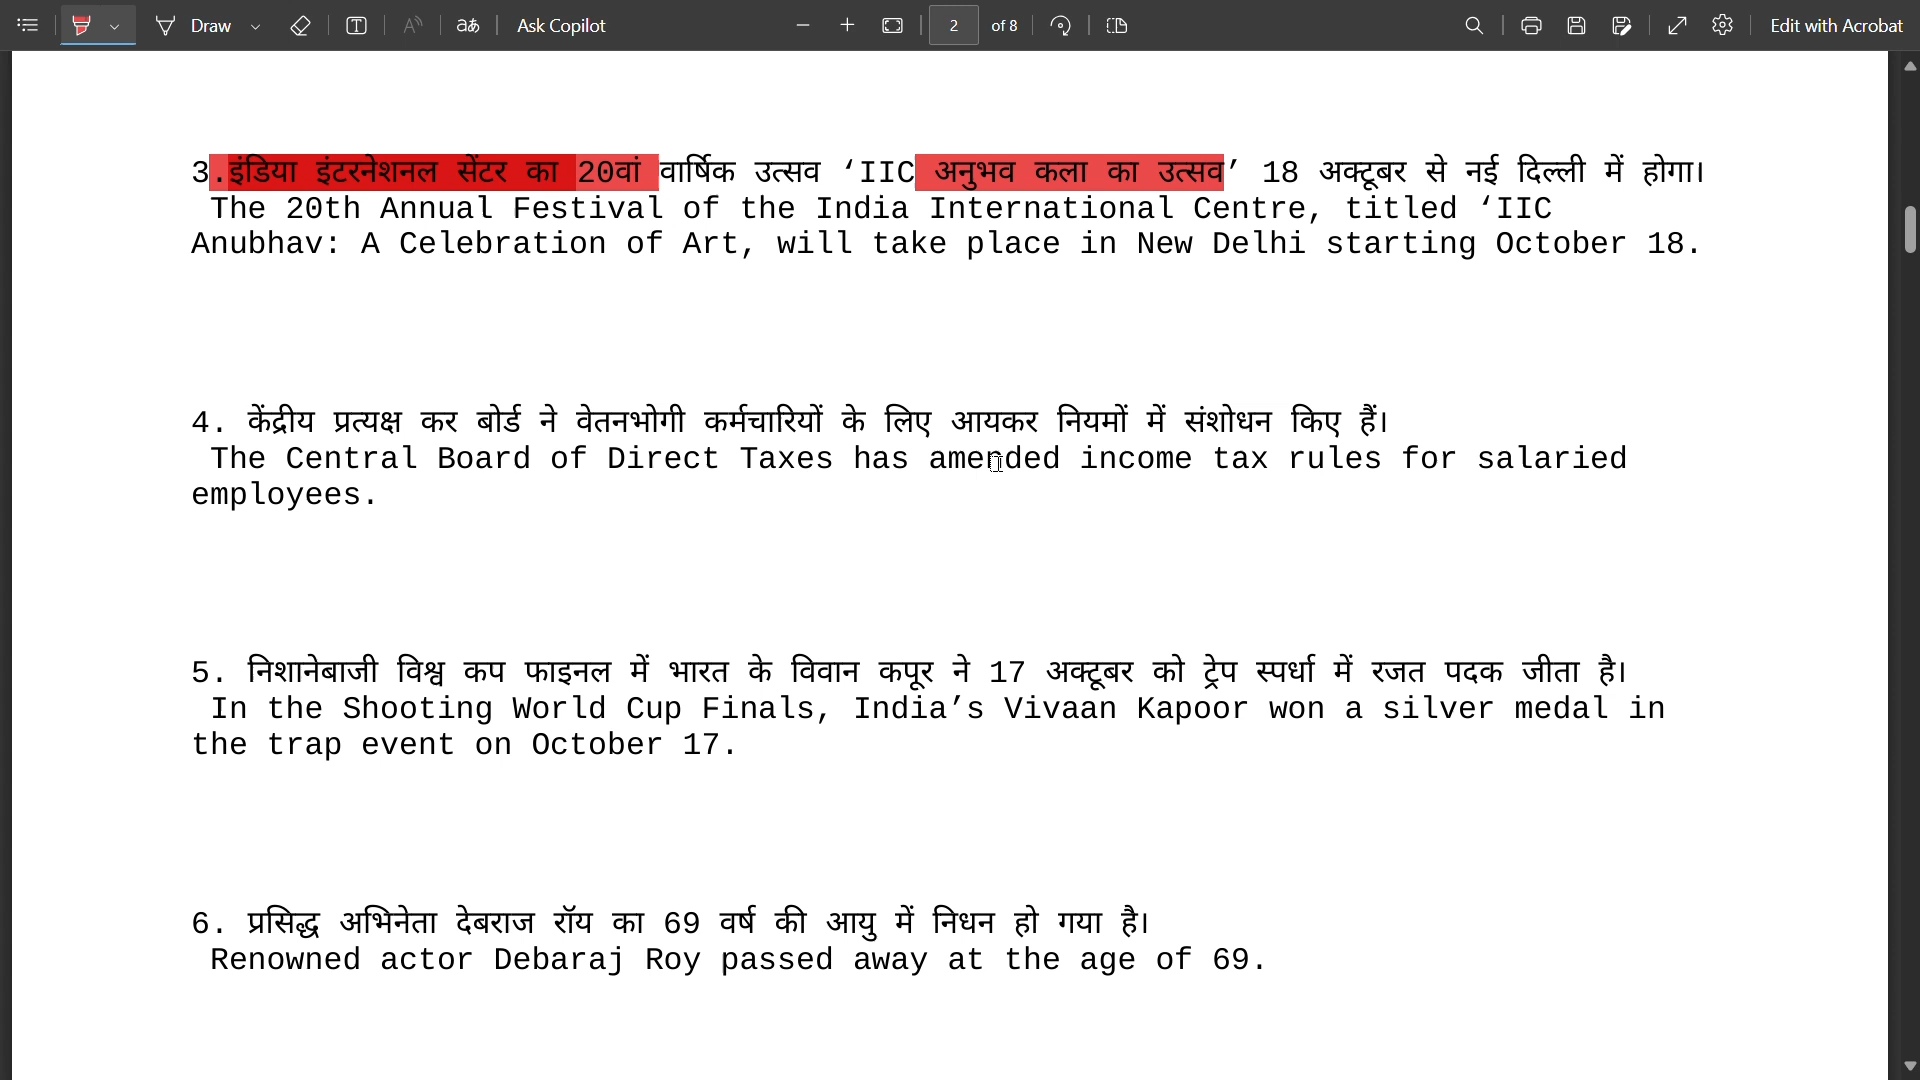 Draw
aあ
Ask Copilot
2 of 8
Edit with Acrobat
3.इंडिया इंटरनेशनल सेंटर का 20वां वार्षिक उत्सव ‘IIC अनुभव कला का उत्सव’ 18 अक्टूबर से नई दिल्ली में होगा।
The 20th Annual Festival of the India International Centre, titled ‘IIC
Anubhav: A Celebration of Art, will take place in New Delhi starting October 18.
4. केंद्रीय प्रत्यक्ष कर बोर्ड ने वेतनभोगी कर्मचारियों के लिए आयकर नियमों में संशोधन किए हैं।
The Central Board of Direct Taxes has amended income tax rules for salaried
employees.
5. निशानेबाजी विश्व कप फाइनल में भारत के विवान कपूर ने 17 अक्टूबर को ट्रेप स्पर्धा में रजत पदक जीता है।
In the Shooting World Cup Finals, India’s Vivaan Kapoor won a silver medal in
the trap event on October 17.
6. प्रसिद्ध अभिनेता देबराज रॉय का 69 वर्ष की आयु में निधन हो गया है।
Renowned actor Debaraj Roy passed away at the age of 69.